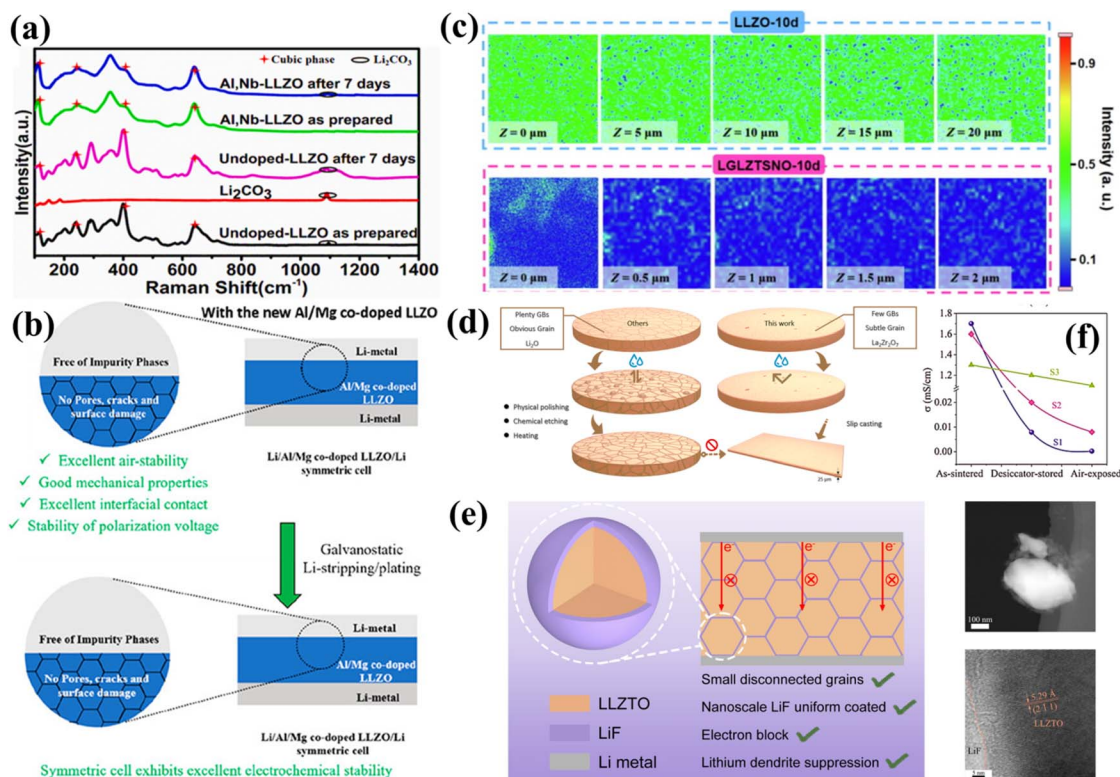 (a)
Cubic phase
Li₂CO₃
Al,Nb-LLZO after 7 days
Al,Nb-LLZO as prepared
Undoped-LLZO after 7 days
Li₂CO₃
Undoped-LLZO as prepared
Intensity(a.u.)
200 400 600 800 1000 1200 1400
Raman Shift(cm⁻¹)
(b)
With the new Al/Mg co-doped LLZO
Free of Impurity Phases
No Pores, cracks and
surface damage
Li-metal
Al/Mg co-doped
LLZO
Li-metal
Li/Al/Mg co-doped LLZO/Li
symmetric cell
✓ Excellent air-stability
✓ Good mechanical properties
✓ Excellent interfacial contact
✓ Stability of polarization voltage
Galvanostatic
Li-stripping/plating
Free of Impurity Phases
No Pores, cracks and
surface damage
Li-metal
Al/Mg co-doped
LLZO
Li-metal
Li/Al/Mg co-doped LLZO/Li
symmetric cell
Symmetric cell exhibits excellent electrochemical stability
(c)
LLZO-10d
Z = 0 μm
Z = 5 μm
Z = 10 μm
Z = 15 μm
Z = 20 μm
LGLZTSNO-10d
Z = 0 μm
Z = 0.5 μm
Z = 1 μm
Z = 1.5 μm
Z = 2 μm
0.9
0.5
0.1
Intensity (a. u.)
(d)
Plenty GBs
Obvious Grain
Li₂O
Others
This work
Few GBs
Subtle Grain
La₂Zr₂O₇
● Physical polishing
● Chemical etching
● Heating
Slip casting
25 μm
(f)
σ (mS/cm)
1.8
1.6
1.4
1.2
0.02
0.01
0.00
S3
S2
S1
As-sintered Desiccator-stored Air-exposed
(e)
e⁻
e⁻
e⁻
LLZTO
LiF
Li metal
Small disconnected grains
Nanoscale LiF uniform coated
Electron block
Lithium dendrite suppression
100 nm
5.29 Å
(2 1 1)
LLZTO
LiF